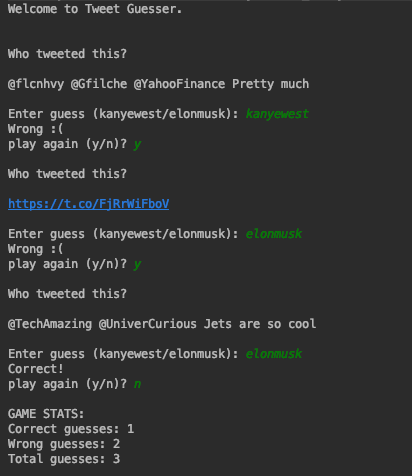 Welcome to Tweet Guesser.
Who tweeted this?
@flcnhvy @Gfilche @YahooFinance Pretty much
Enter guess (kanyewest/elonmusk): kanyewest
Wrong :(
play again (y/n)? y
Who tweeted this?
https://t.co/FjRrWiFboV
Enter guess (kanyewest/elonmusk): elonmusk
Wrong :(
play again (y/n)? y
Who tweeted this?
@TechAmazing @UniverCurious Jets are so cool
Enter guess (kanyewest/elonmusk): elonmusk
Correct!
play again (y/n)? n
GAME STATS:
Correct guesses: 1
Wrong guesses: 2
Total guesses: 3